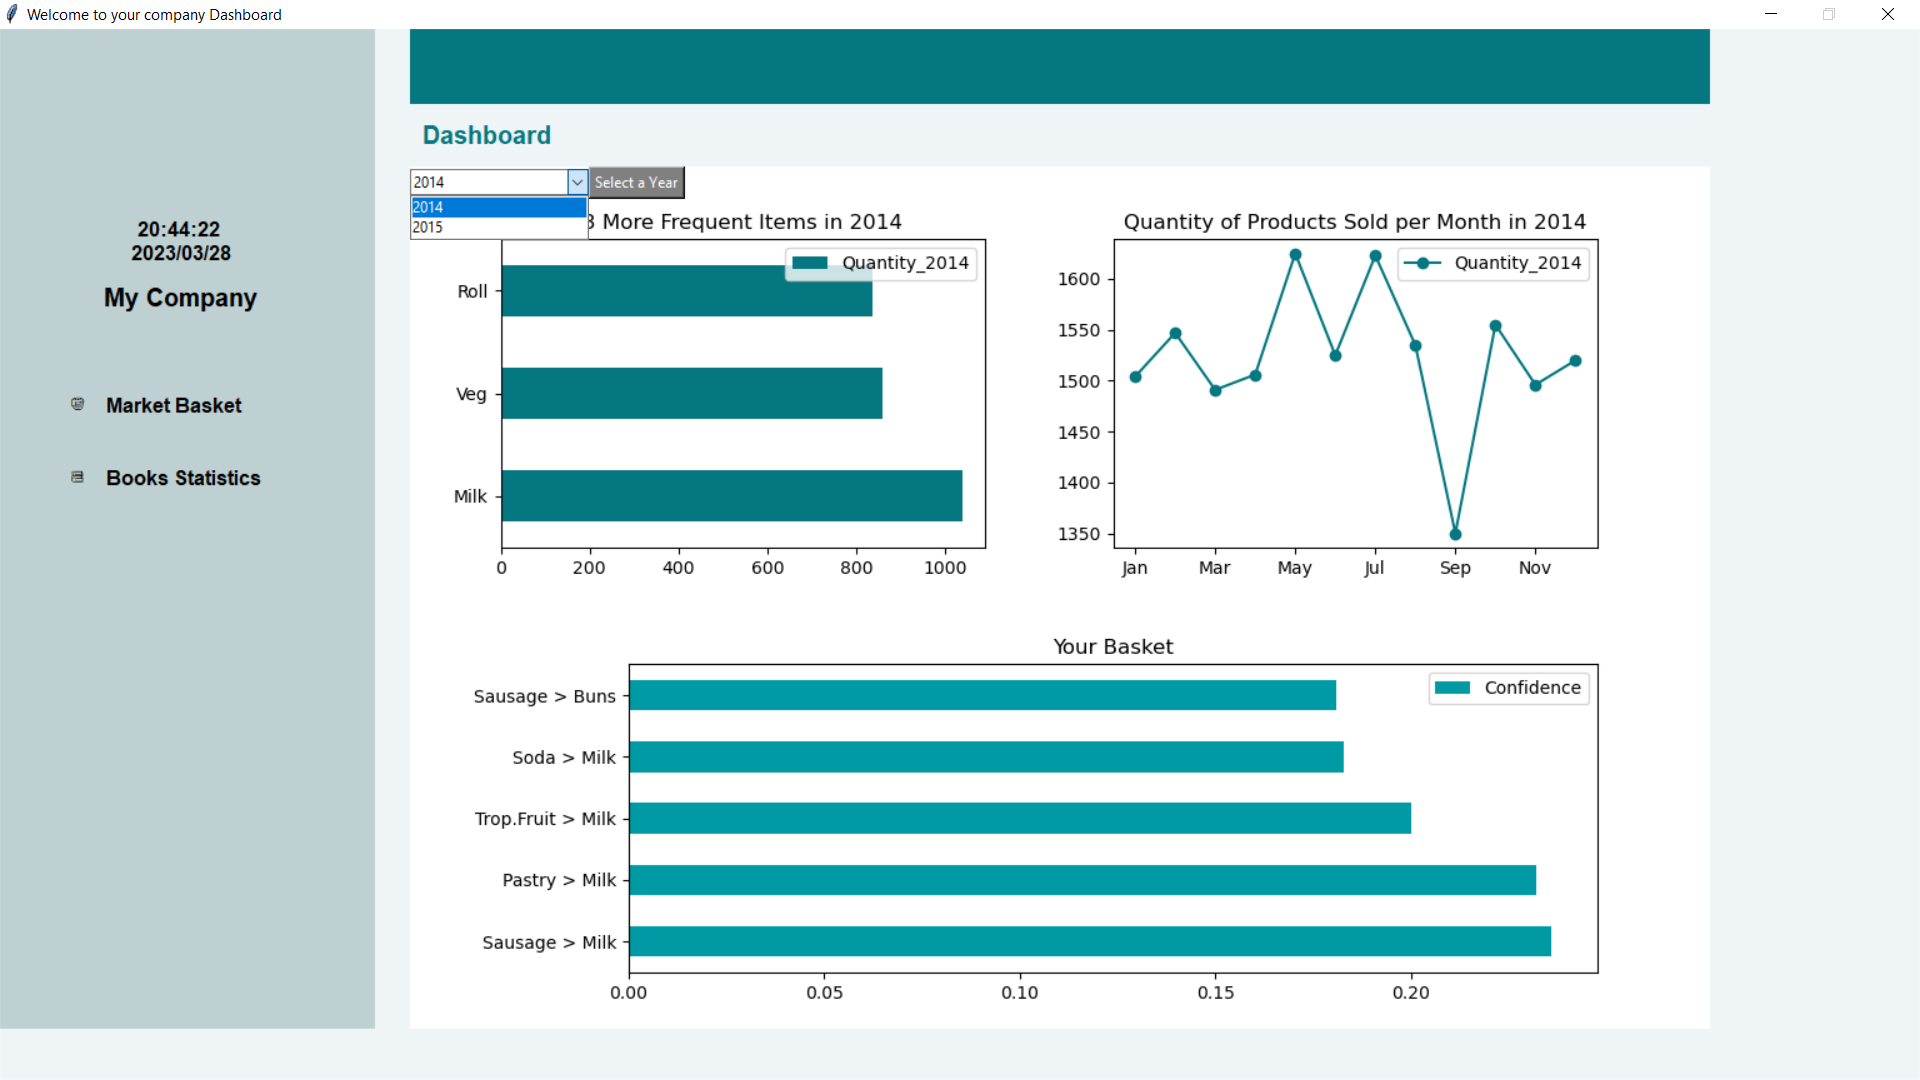 Welcome to your company Dashboard
20:44:22
2023/03/28
My Company
Market Basket
Books Statistics
Dashboard
2014
Select a Year
2014
2015
3 More Frequent Items in 2014
Quantity_2014
Roll
Veg
Milk
0 200 400 600 800 1000
Quantity of Products Sold per Month in 2014
Quantity_2014
1600
1550
1500
1450
1400
1350
Jan Mar May Jul Sep Nov
Your Basket
Confidence
Sausage > Buns
Soda > Milk
Trop.Fruit > Milk
Pastry > Milk
Sausage > Milk
0.00 0.05 0.10 0.15 0.20